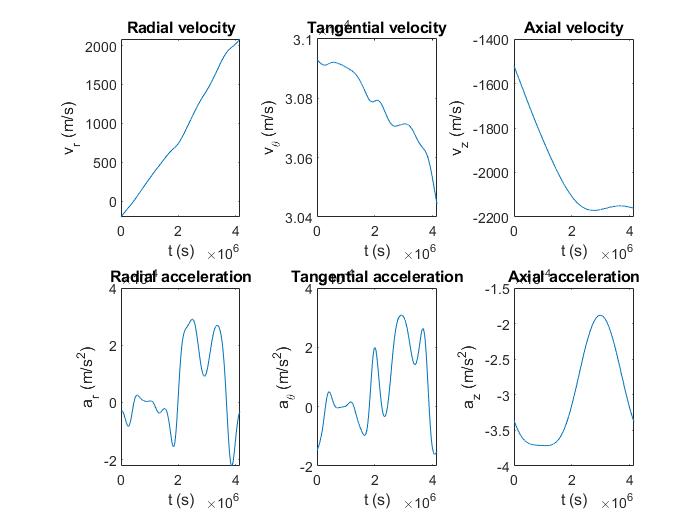 Radial velocity
2000
1500
1000
500
0
0 2 4
v_r (m/s)
t (s) ×10^6
Tangential velocity
3.1
3.08
3.06
3.04
0 2 4
v_θ (m/s)
t (s) ×10^6
Axial velocity
-1400
-1600
-1800
-2000
-2200
0 2 4
v_z (m/s)
t (s) ×10^6
Radial acceleration
4
2
0
-2
0 2 4
a_r (m/s^2)
t (s) ×10^6
Tangential acceleration
4
2
0
-2
0 2 4
a_θ (m/s^2)
t (s) ×10^6
Axial acceleration
-1.5
-2
-2.5
-3
-3.5
-4
0 2 4
a_z (m/s^2)
t (s) ×10^6